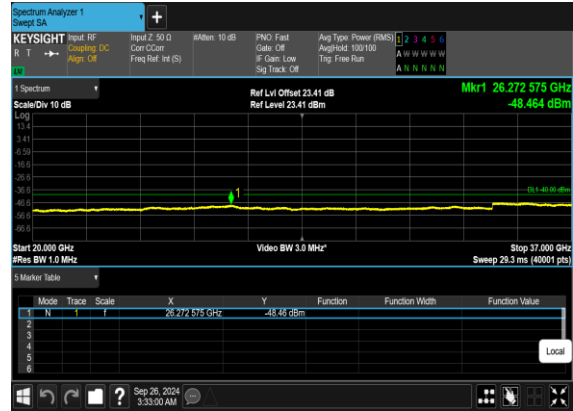 Spectrum Analyzer 1
Swept SA
+
KEYSIGHT
R T
Input: RF
Coupling: DC
Align: Off
Input Z: 50 Ω
Corr CCorr
Freq Ref: Int (S)
#Atten: 10 dB
PNO: Fast
Gate: Off
IF Gain: Low
Sig Track: Off
Avg Type: Power (RMS)
Avg|Hold: 100/100
Trig: Free Run
1 2 3 4 5 6
A W W W W W
A N N N N N
1 Spectrum
Scale/Div 10 dB
Ref Lvl Offset 23.41 dB
Ref Level 23.41 dBm
Mkr1 26.272 575 GHz
-48.464 dBm
Log
13.4
3.41
-6.59
-16.6
-26.6
-36.6
-46.6
-56.6
-66.6
1
DL1 -40.00 dBm
Start 20.000 GHz
#Res BW 1.0 MHz
Video BW 3.0 MHz*
Stop 37.000 GHz
Sweep 29.3 ms (40001 pts)
5 Marker Table
Mode Trace Scale X Y Function Function Width Function Value
1 N 1 f 26.272 575 GHz -48.46 dBm
2
3
4
5
6
Local
?
Sep 26, 2024
3:33:00 AM